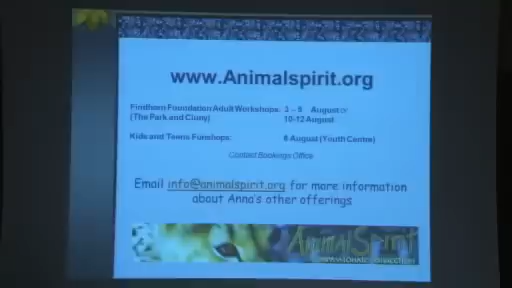 www.Animalspirit.org
Findhorn Foundation Adult Workshops: 3 – 5 August or
(The Park and Cluny) 10-12 August
Kids and Teens Funshops: 6 August (Youth Centre)
Contact Bookings Office
Email info@animalspirit.org for more information
about Anna's other offerings
ANIMALSPIRIT